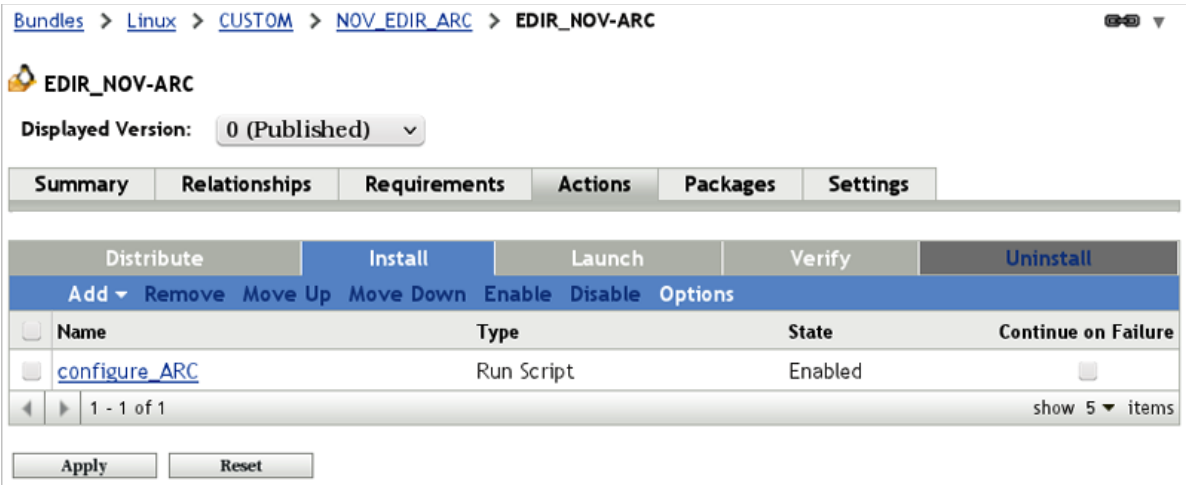 Bundles > Linux > CUSTOM > NOV_EDIR_ARC > EDIR_NOV-ARC
EDIR_NOV-ARC
Displayed Version: 0 (Published)
Summary Relationships Requirements Actions Packages Settings
Distribute Install Launch Verify Uninstall
Add Remove Move Up Move Down Enable Disable Options
Name Type State Continue on Failure
configure_ARC Run Script Enabled
1 - 1 of 1 show 5 items
Apply Reset